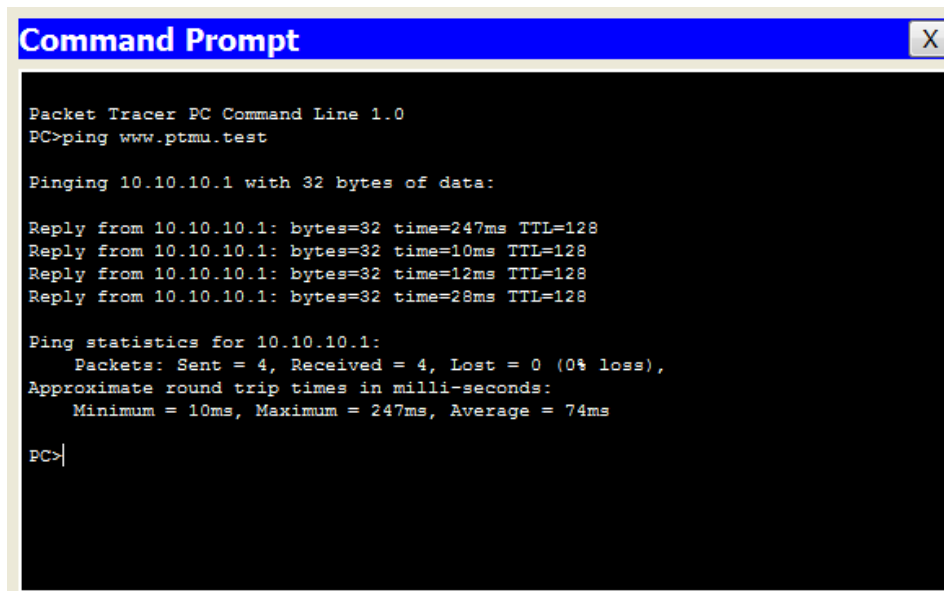 Command Prompt
X
Packet Tracer PC Command Line 1.0
PC>ping www.ptmu.test
Pinging 10.10.10.1 with 32 bytes of data:
Reply from 10.10.10.1: bytes=32 time=247ms TTL=128
Reply from 10.10.10.1: bytes=32 time=10ms TTL=128
Reply from 10.10.10.1: bytes=32 time=12ms TTL=128
Reply from 10.10.10.1: bytes=32 time=28ms TTL=128
Ping statistics for 10.10.10.1:
Packets: Sent = 4, Received = 4, Lost = 0 (0% loss),
Approximate round trip times in milli-seconds:
Minimum = 10ms, Maximum = 247ms, Average = 74ms
PC>